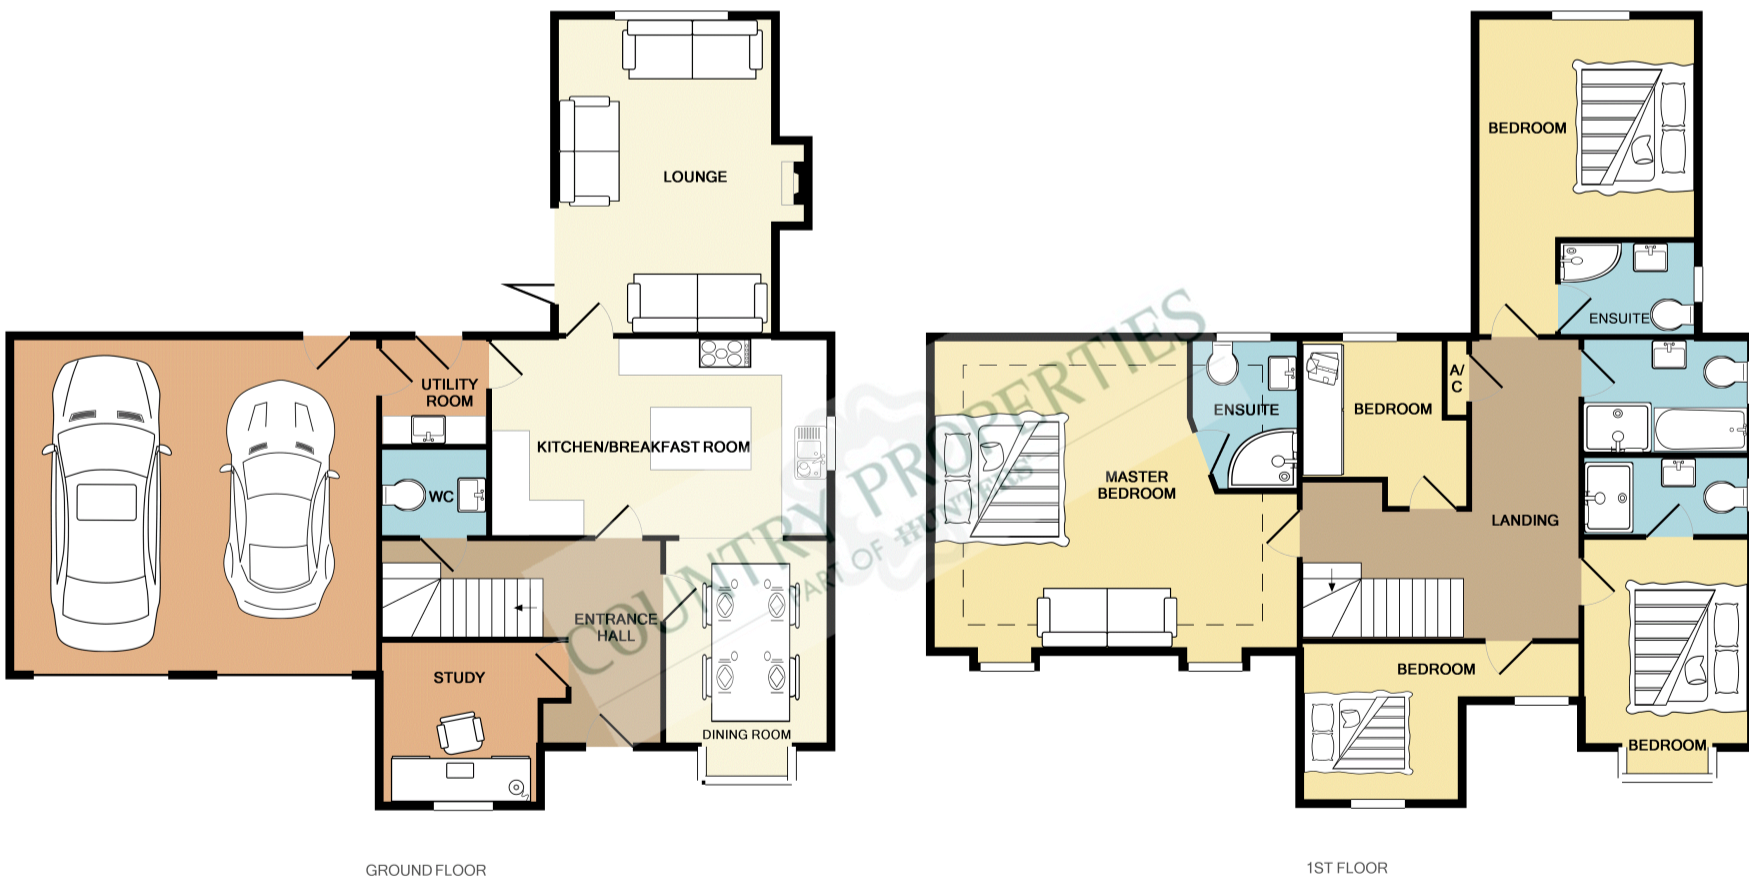 LOUNGE
UTILITY
ROOM
KITCHEN/BREAKFAST ROOM
WC
ENTRANCE
HALL
STUDY
DINING ROOM
GROUND FLOOR
BEDROOM
ENSUITE
A/
C
BEDROOM
ENSUITE
MASTER
BEDROOM
LANDING
BEDROOM
BEDROOM
1ST FLOOR
COUNTRY PROPERTIES
PART OF HUNTERS